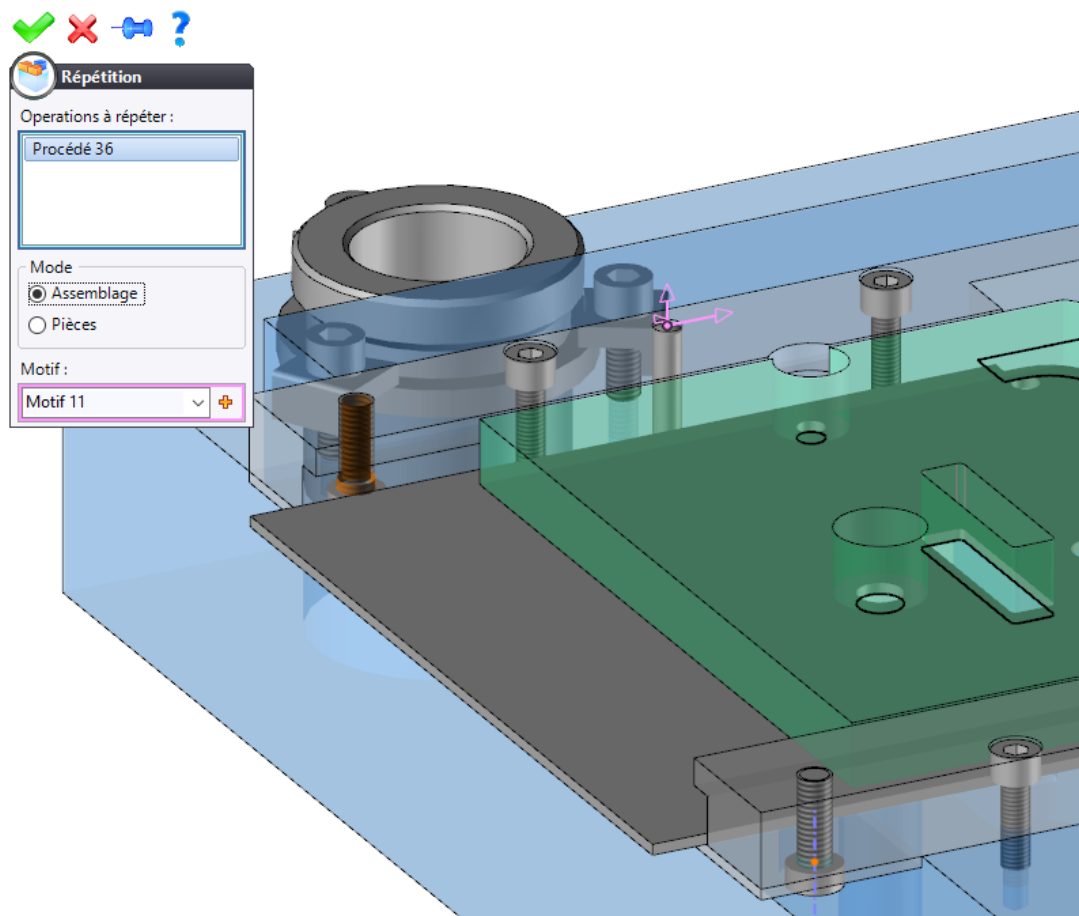 Répétition
Operations à répéter :
Procédé 36
Mode
Assemblage
Pièces
Motif :
Motif 11